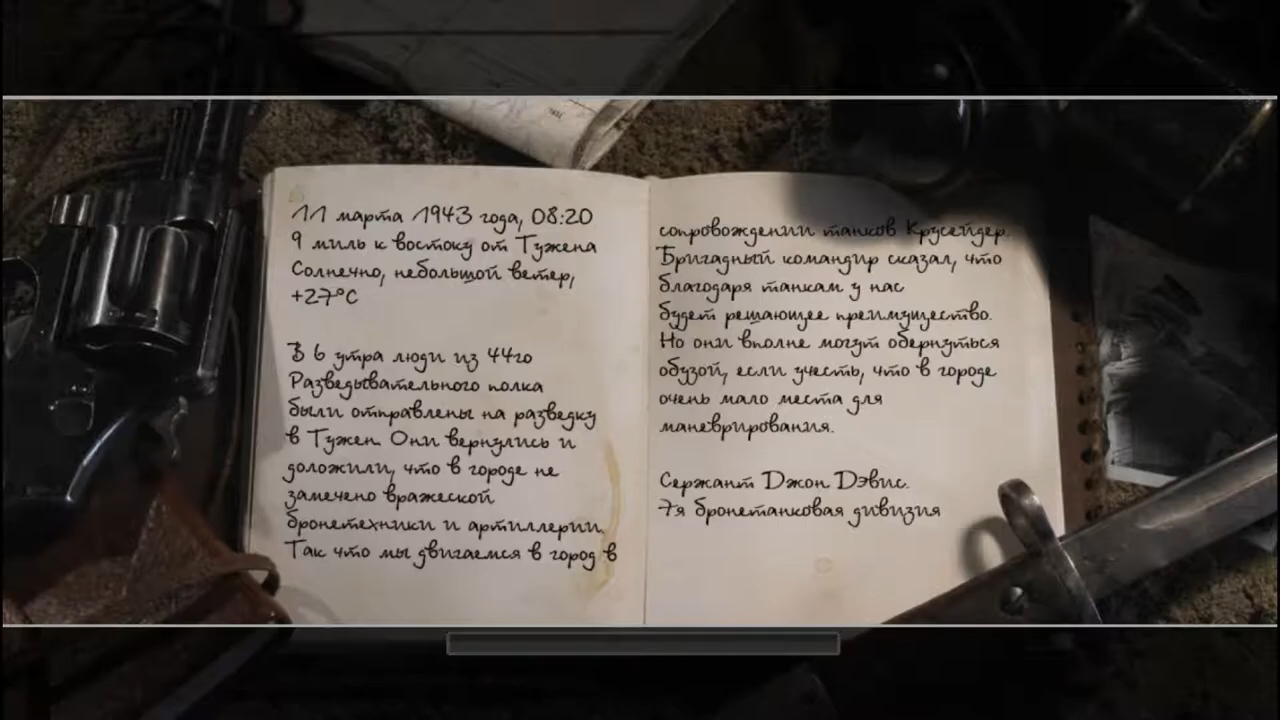 11 марта 1943 года, 08:20
9 миль к востоку от Тужена
Солнечно, небольшой ветер,
+27°C
В 6 утра люди из 44го
Разведывательного полка
были отправлены на разведку
в Тужен. Они вернулись и
доложили, что в городе не
замечено вражеской
бронетехники и артиллерии.
Так что мы двигаемся в город в
сопровождении танков Крусейдер.
Бригадный командир сказал, что
благодаря танкам у нас
будет решающее преимущество.
Но они вполне могут обернуться
обузой, если учесть, что в городе
очень мало места для
маневрирования.
Сержант Джон Дэвис.
7я бронетанковая дивизия